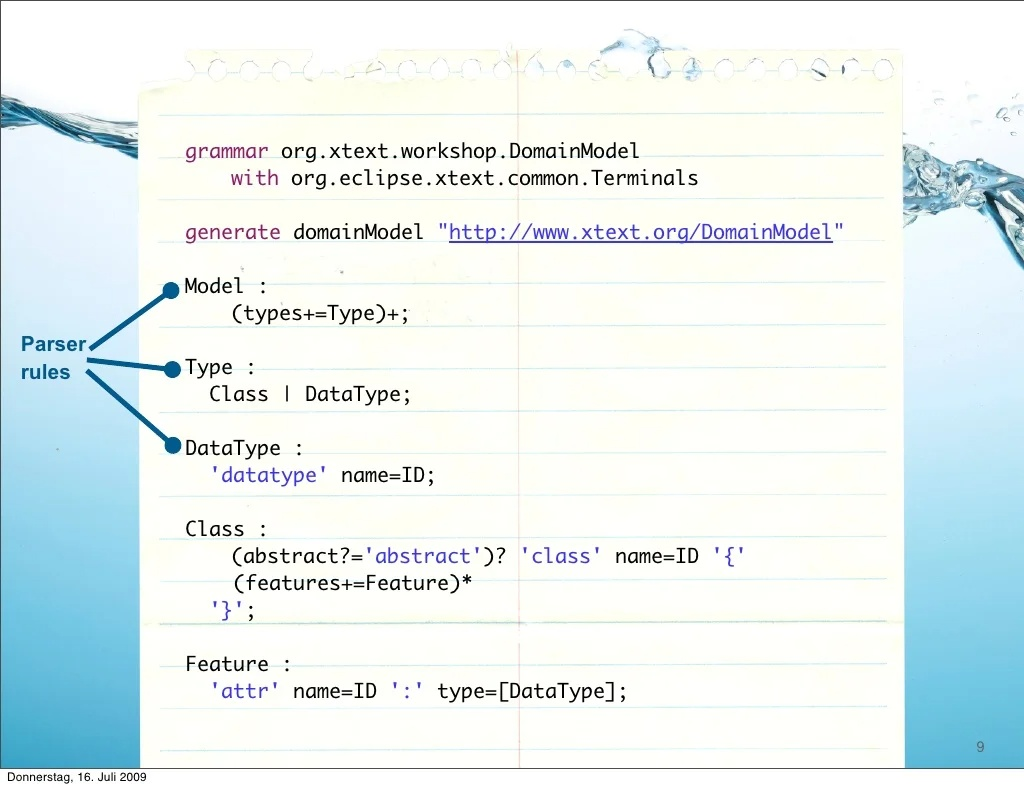 grammar org.xtext.workshop.DomainModel
with org.eclipse.xtext.common.Terminals
generate domainModel "http://www.xtext.org/DomainModel"
Model :
(types+=Type)+;
Parser
rules
Type :
Class | DataType;
DataType :
'datatype' name=ID;
Class :
(abstract?='abstract')? 'class' name=ID '{'
(features+=Feature)*
'}';
Feature :
'attr' name=ID ':' type=[DataType];
9
Donnerstag, 16. Juli 2009